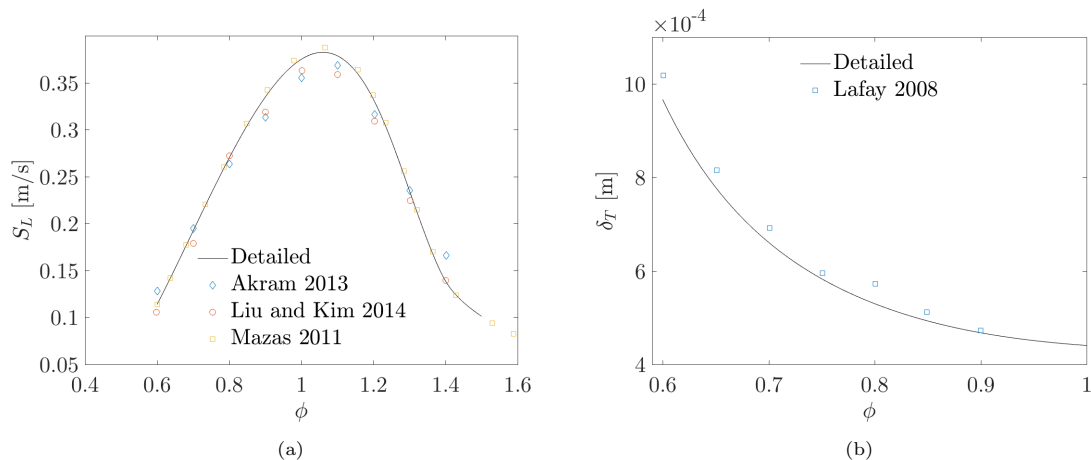 S_L [m/s]
0.35
0.3
0.25
0.2
0.15
0.1
0.05
0.4 0.6 0.8 1 1.2 1.4 1.6
ϕ
Detailed
Akram 2013
Liu and Kim 2014
Mazas 2011
(a)
×10⁻⁴
δ_T [m]
10
8
6
4
0.6 0.7 0.8 0.9 1
ϕ
Detailed
Lafay 2008
(b)